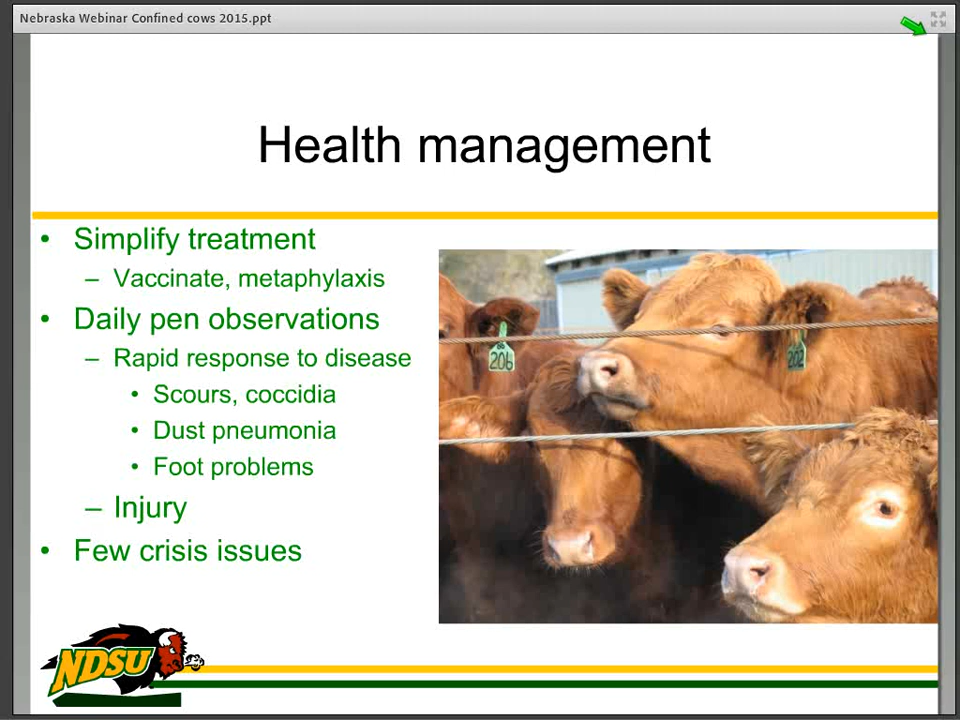 Nebraska Webinar Confined cows 2015.ppt
Health management
• Simplify treatment
– Vaccinate, metaphylaxis
• Daily pen observations
– Rapid response to disease
• Scours, coccidia
• Dust pneumonia
• Foot problems
– Injury
• Few crisis issues
206
202
NDSU